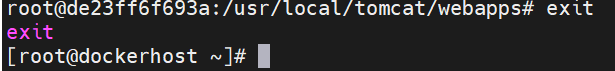 root@de23ff6f693a:/usr/local/tomcat/webapps# exit
exit
[root@dockerhost ~]#